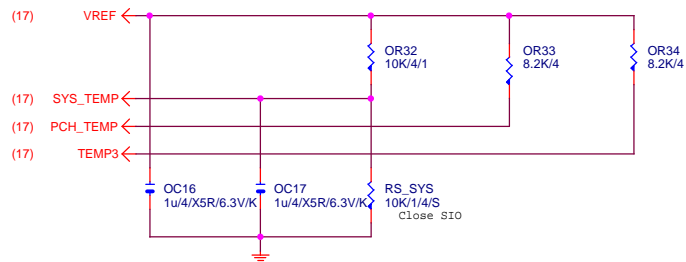 (17) VREF
OR32
10K/4/1
OR33
8.2K/4
OR34
8.2K/4
(17) SYS_TEMP
(17) PCH_TEMP
(17) TEMP3
OC16
1u/4/X5R/6.3V/K
OC17
1u/4/X5R/6.3V/K
RS_SYS
10K/1/4/S
Close SIO